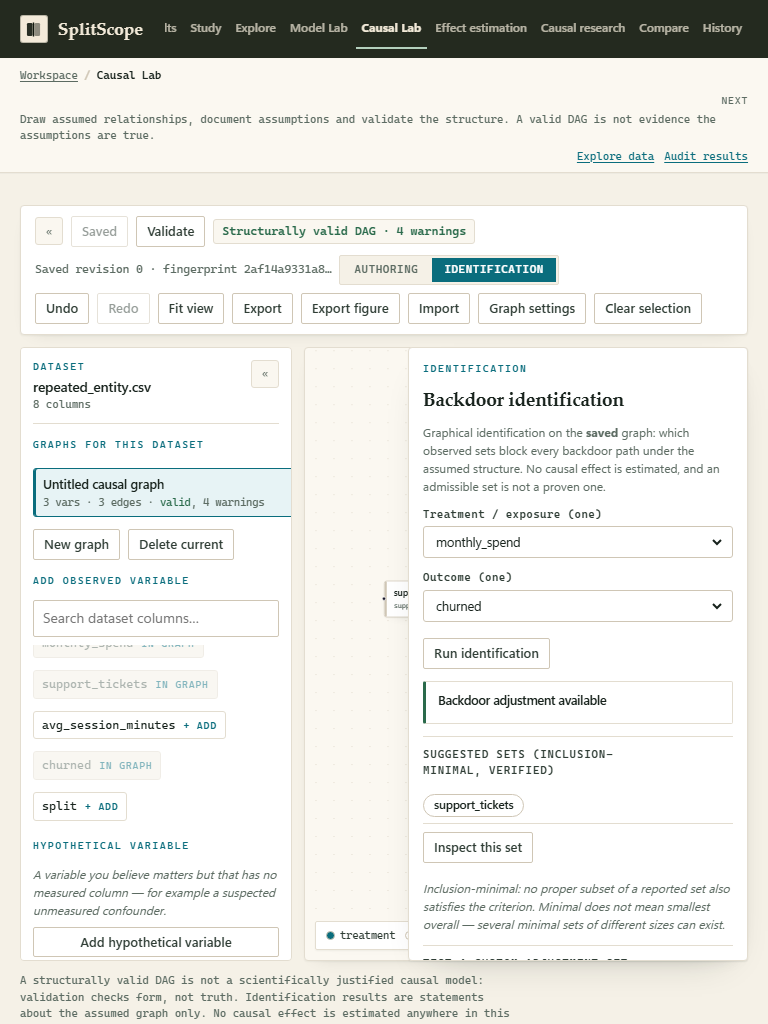 SplitScope
lts Study Explore Model Lab Causal Lab Effect estimation Causal research Compare History
Workspace / Causal Lab
NEXT
Draw assumed relationships, document assumptions and validate the structure. A valid DAG is not evidence the
assumptions are true.
Explore data Audit results
« Saved Validate Structurally valid DAG · 4 warnings
Saved revision 0 · fingerprint 2af14a9331a8… AUTHORING IDENTIFICATION
Undo Redo Fit view Export Export figure Import Graph settings Clear selection
DATASET
repeated_entity.csv
8 columns
«
GRAPHS FOR THIS DATASET
Untitled causal graph
3 vars · 3 edges · valid, 4 warnings
New graph Delete current
ADD OBSERVED VARIABLE
Search dataset columns…
monthly_spend IN GRAPH
support_tickets IN GRAPH
avg_session_minutes + ADD
churned IN GRAPH
split + ADD
HYPOTHETICAL VARIABLE
A variable you believe matters but that has no
measured column — for example a suspected
unmeasured confounder.
Add hypothetical variable
sup
supp
treatment
IDENTIFICATION
Backdoor identification
Graphical identification on the saved graph: which
observed sets block every backdoor path under the
assumed structure. No causal effect is estimated, and an
admissible set is not a proven one.
Treatment / exposure (one)
monthly_spend
Outcome (one)
churned
Run identification
Backdoor adjustment available
SUGGESTED SETS (INCLUSION-
MINIMAL, VERIFIED)
support_tickets
Inspect this set
Inclusion-minimal: no proper subset of a reported set also
satisfies the criterion. Minimal does not mean smallest
overall — several minimal sets of different sizes can exist.
A structurally valid DAG is not a scientifically justified causal model:
validation checks form, not truth. Identification results are statements
about the assumed graph only. No causal effect is estimated anywhere in this